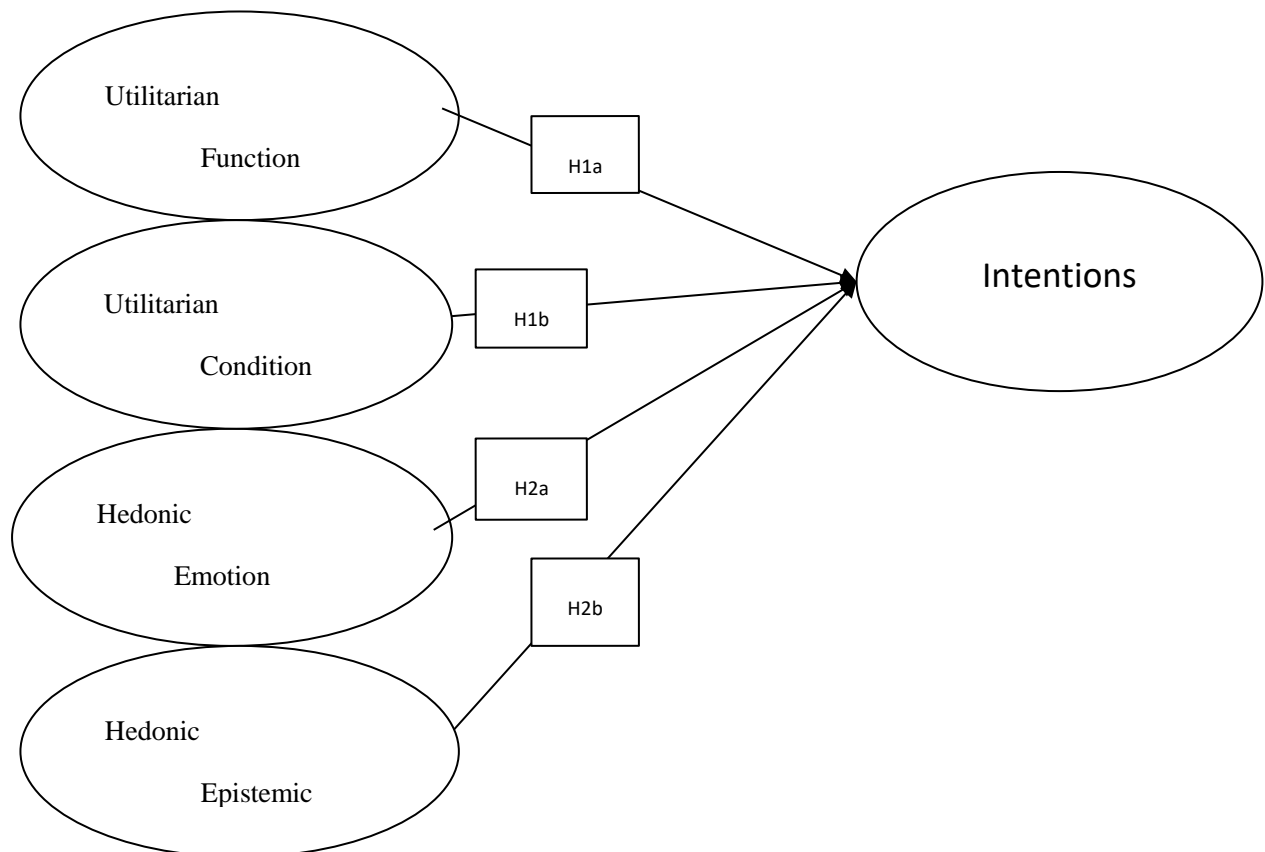 Utilitarian
Function
H1a
Utilitarian
Condition
H1b
Hedonic
Emotion
H2a
Hedonic
Epistemic
H2b
Intentions